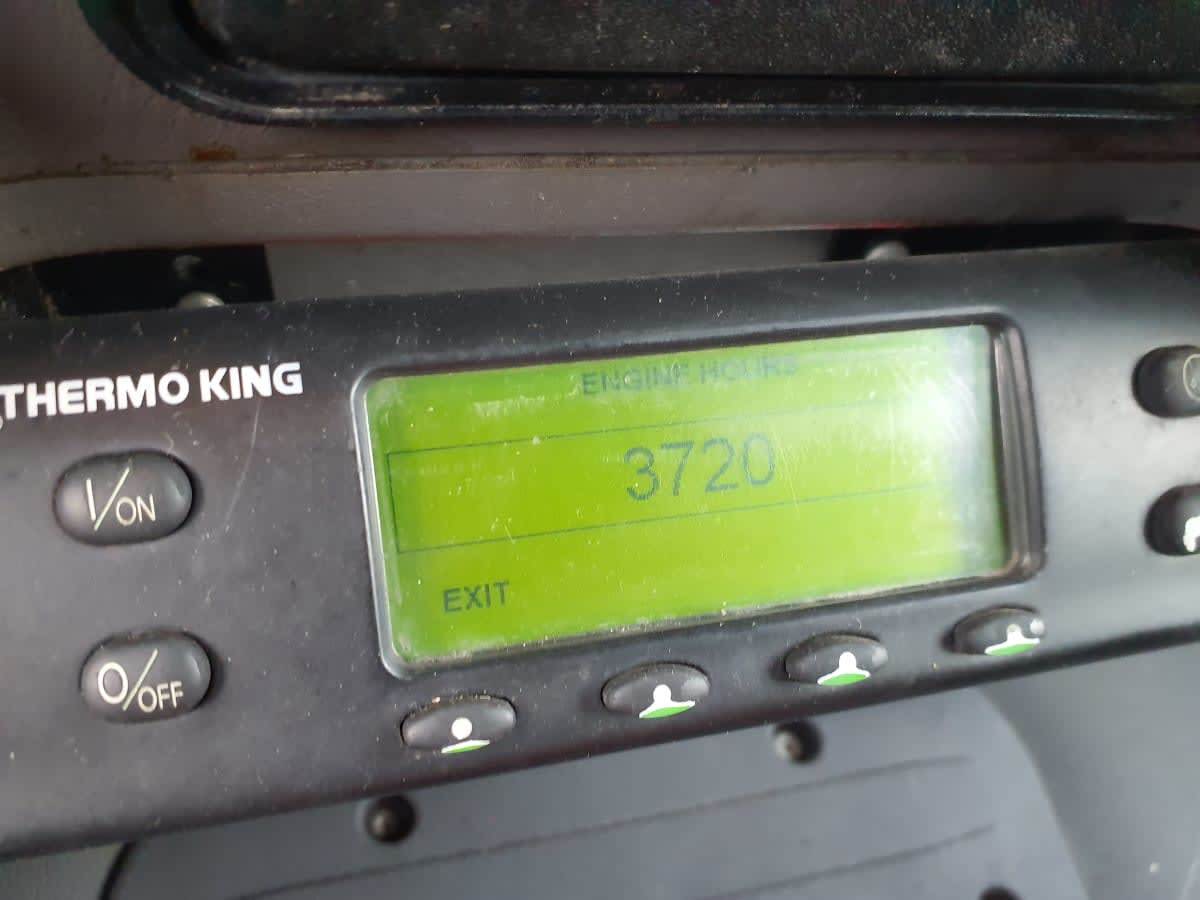 ENGINE HOURS
THERMO KING
3720
I/ON
EXIT
O/OFF